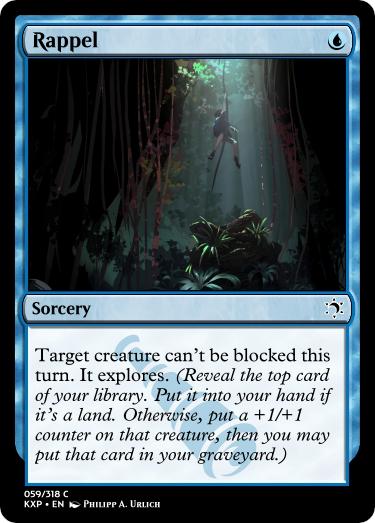 Rappel
Sorcery
Target creature can't be blocked this
turn. It explores. (Reveal the top card
of your library. Put it into your hand if
it's a land. Otherwise, put a +1/+1
counter on that creature, then you may
put that card in your graveyard.)
059/318 C
KXP • EN Philipp A. Urlich